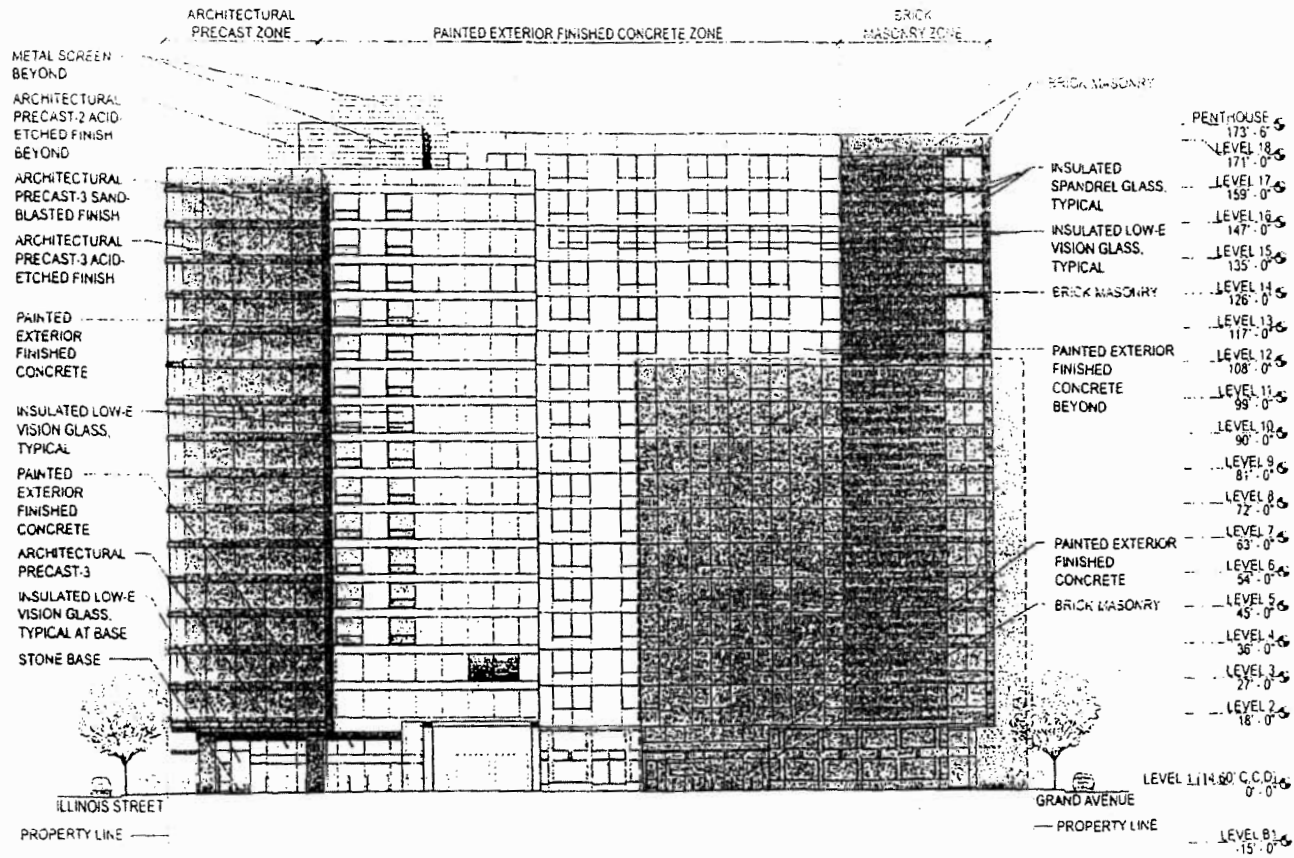 ARCHITECTURAL
PRECAST ZONE
PAINTED EXTERIOR FINISHED CONCRETE ZONE
BRICK
MASONRY ZONE
METAL SCREEN
BEYOND
ARCHITECTURAL
PRECAST-2 ACID-
ETCHED FINISH
BEYOND
ARCHITECTURAL
PRECAST-3 SAND-
BLASTED FINISH
ARCHITECTURAL
PRECAST-3 ACID-
ETCHED FINISH
PAINTED
EXTERIOR
FINISHED
CONCRETE
INSULATED LOW-E
VISION GLASS,
TYPICAL
PAINTED
EXTERIOR
FINISHED
CONCRETE
ARCHITECTURAL
PRECAST-3
INSULATED LOW-E
VISION GLASS,
TYPICAL AT BASE
STONE BASE
ILLINOIS STREET
PROPERTY LINE
BRICK MASONRY
INSULATED
SPANDREL GLASS,
TYPICAL
INSULATED LOW-E
VISION GLASS,
TYPICAL
BRICK MASONRY
PAINTED EXTERIOR
FINISHED
CONCRETE
BEYOND
PAINTED EXTERIOR
FINISHED
CONCRETE
BRICK MASONRY
GRAND AVENUE
PROPERTY LINE
PENTHOUSE
173' - 6"
LEVEL 18
171' - 0"
LEVEL 17
159' - 0"
LEVEL 16
147' - 0"
LEVEL 15
135' - 0"
LEVEL 14
126' - 0"
LEVEL 13
117' - 0"
LEVEL 12
108' - 0"
LEVEL 11
99' - 0"
LEVEL 10
90' - 0"
LEVEL 9
81' - 0"
LEVEL 8
72' - 0"
LEVEL 7
63' - 0"
LEVEL 6
54' - 0"
LEVEL 5
45' - 0"
LEVEL 4
36' - 0"
LEVEL 3
27' - 0"
LEVEL 2
18' - 0"
LEVEL 1 (14.60' C.C.D)
0' - 0"
LEVEL B1
-15' - 0"